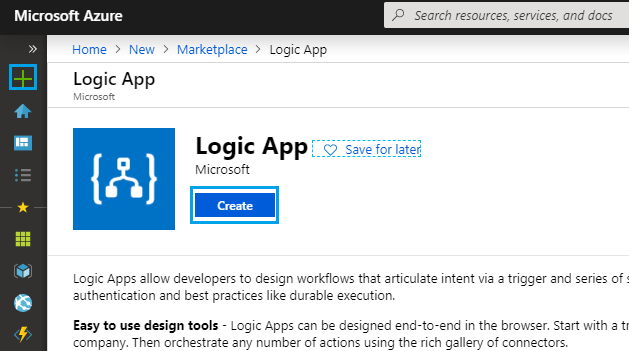 Microsoft Azure
Search resources, services, and docs
Home > New > Marketplace > Logic App
Logic App
Microsoft
Logic App
Save for later
Microsoft
Create
Logic Apps allow developers to design workflows that articulate intent via a trigger and series of
authentication and best practices like durable execution.
Easy to use design tools - Logic Apps can be designed end-to-end in the browser. Start with a
company. Then orchestrate any number of actions using the rich gallery of connectors.